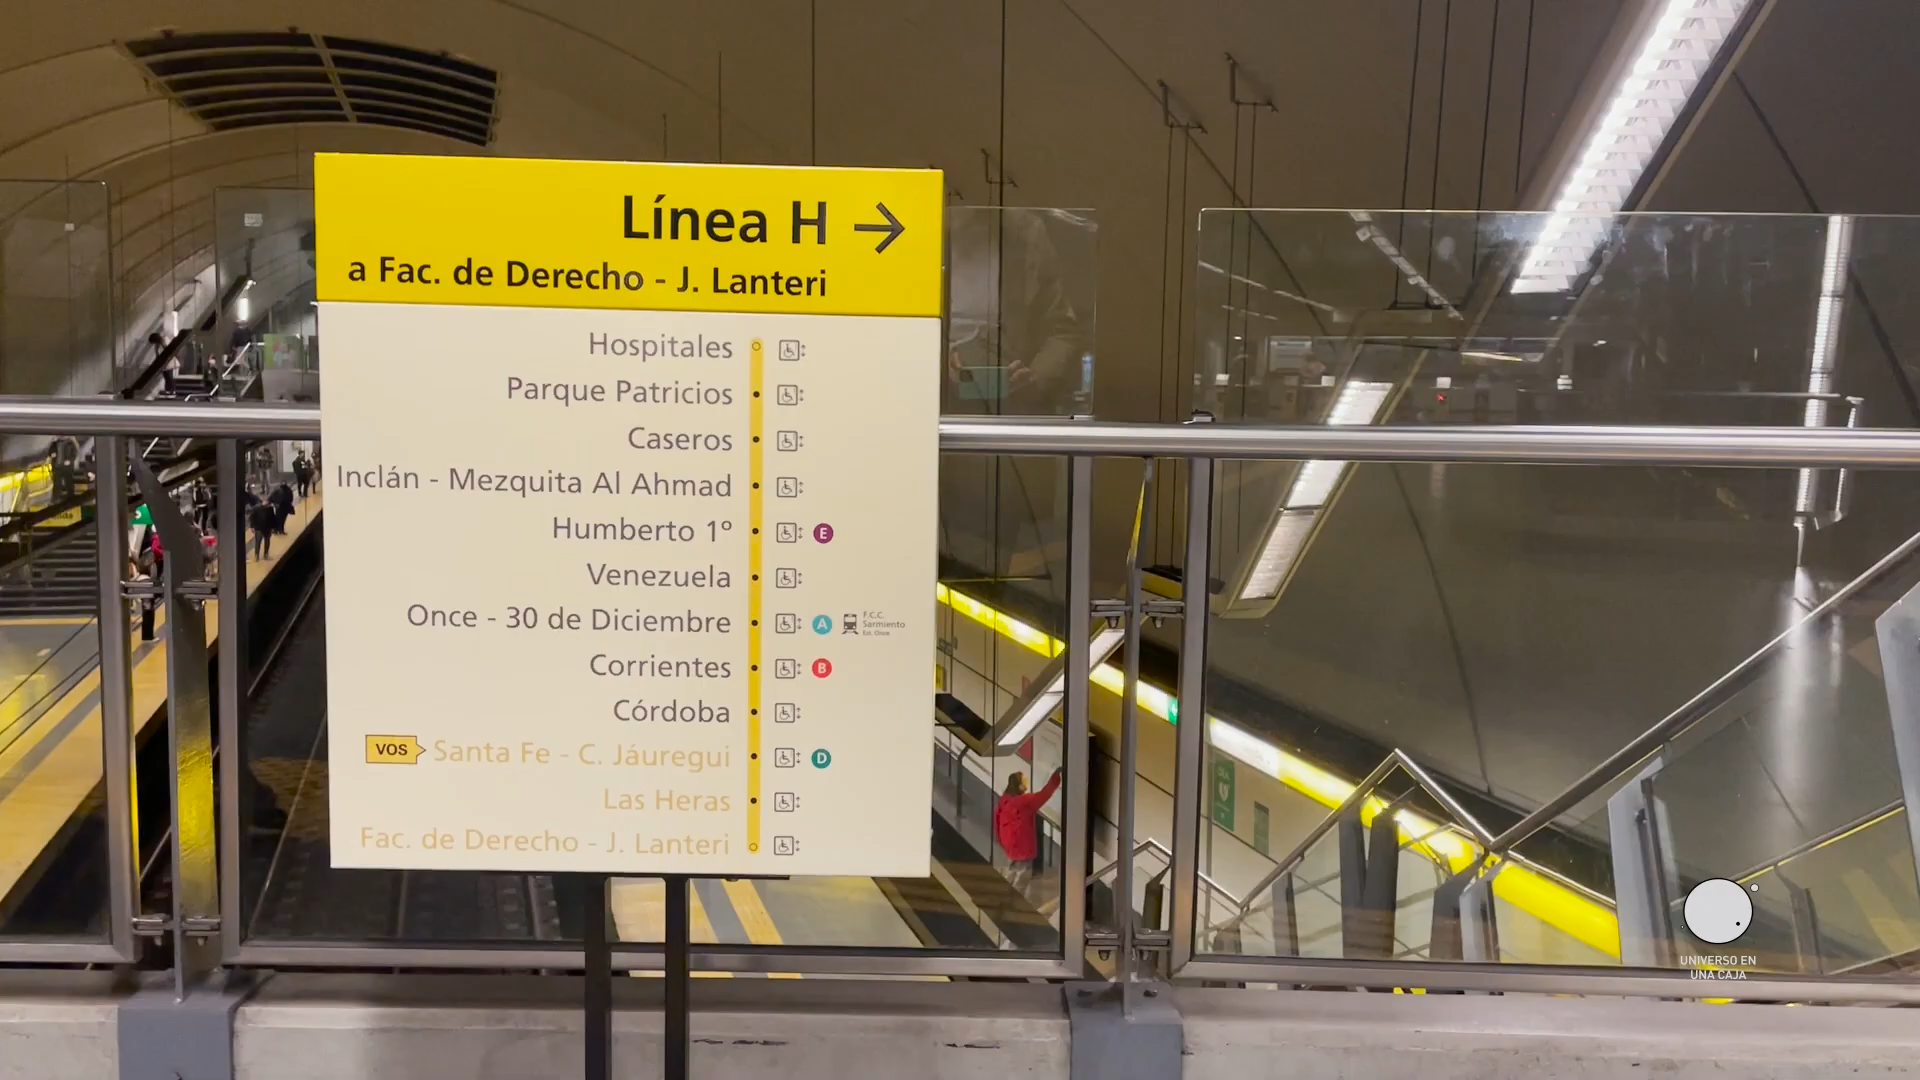 Línea H →
a Fac. de Derecho - J. Lanteri
Hospitales
Parque Patricios
Caseros
Inclán - Mezquita Al Ahmad
Humberto 1º E
Venezuela
Once - 30 de Diciembre A F.C.C. Sarmiento Est. Once
Corrientes B
Córdoba
VOS Santa Fe - C. Jáuregui D
Las Heras
Fac. de Derecho - J. Lanteri
UNIVERSO EN
UNA CAJA